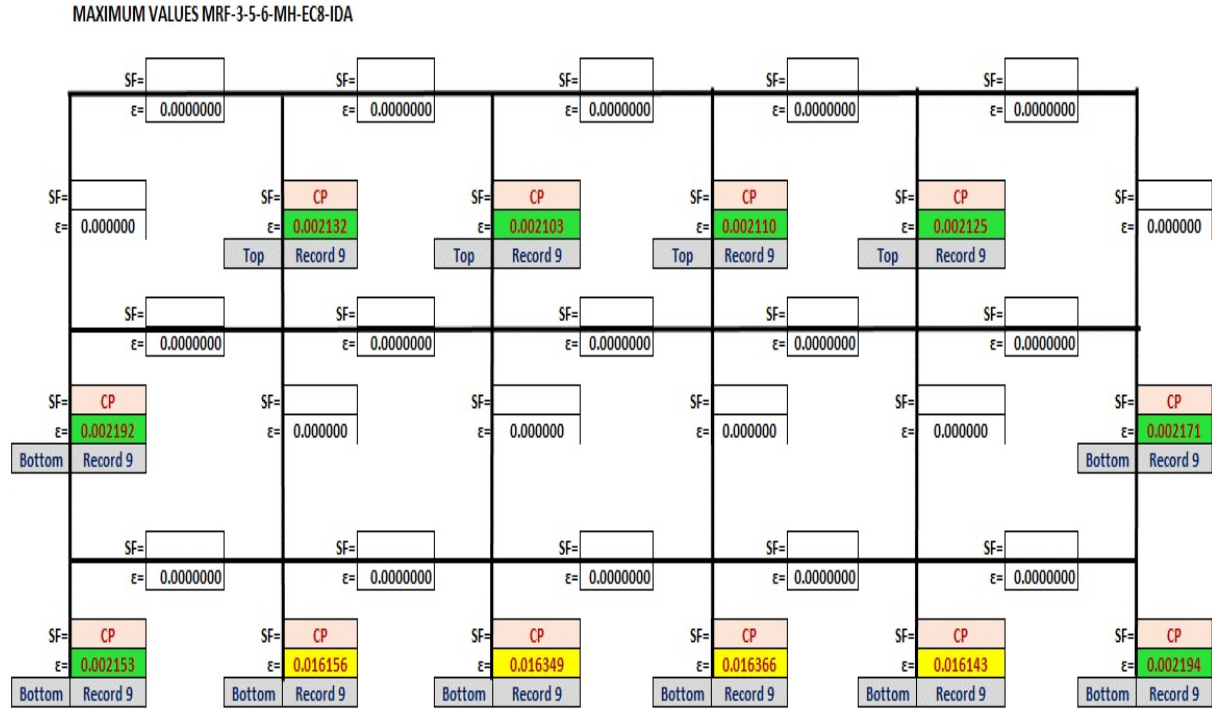 MAXIMUM VALUES MRF-3-5-6-MH-EC8-IDA
SF= SF= SF= SF= SF=
ε= 0.0000000 ε= 0.0000000 ε= 0.0000000 ε= 0.0000000 ε= 0.0000000
SF= SF= CP SF= CP SF= CP SF= CP SF=
ε= 0.000000 ε= 0.002132 ε= 0.002103 ε= 0.002110 ε= 0.002125 ε= 0.000000
Top Record 9 Top Record 9 Top Record 9 Top Record 9
SF= SF= SF= SF= SF=
ε= 0.0000000 ε= 0.0000000 ε= 0.0000000 ε= 0.0000000 ε= 0.0000000
SF= CP SF= SF= SF= SF= SF= CP
ε= 0.002192 ε= 0.000000 ε= 0.000000 ε= 0.000000 ε= 0.000000 ε= 0.002171
Bottom Record 9 Bottom Record 9
SF= SF= SF= SF= SF=
ε= 0.0000000 ε= 0.0000000 ε= 0.0000000 ε= 0.0000000 ε= 0.0000000
SF= CP SF= CP SF= CP SF= CP SF= CP SF= CP
ε= 0.002153 ε= 0.016156 ε= 0.016349 ε= 0.016366 ε= 0.016143 ε= 0.002194
Bottom Record 9 Bottom Record 9 Bottom Record 9 Bottom Record 9 Bottom Record 9 Bottom Record 9